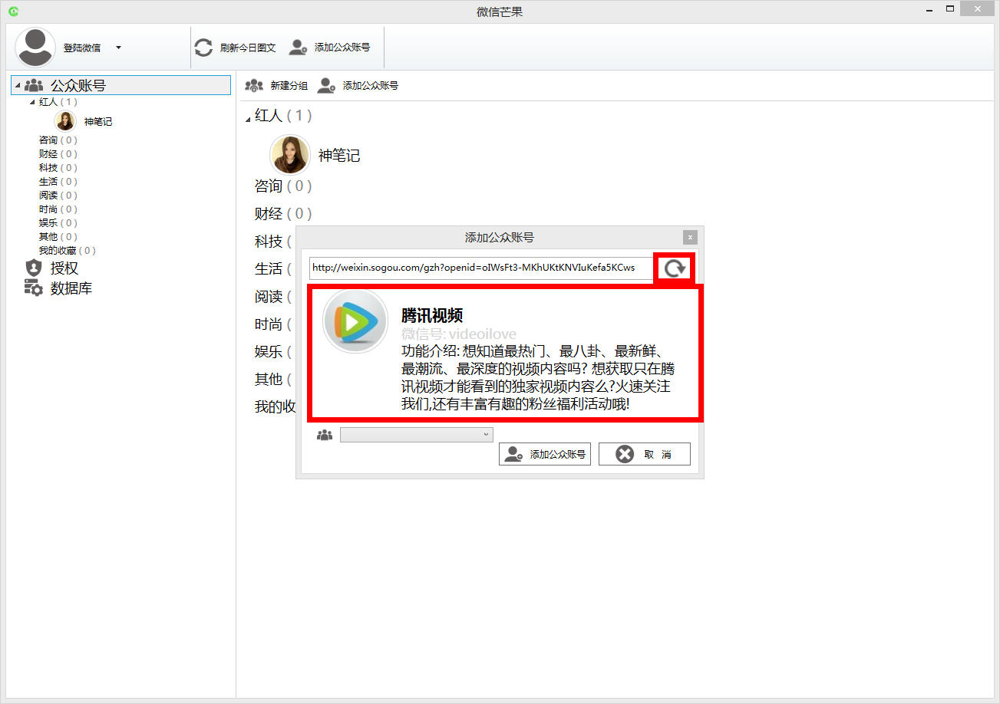 微信芒果
登陆微信
刷新今日图文
添加公众账号
公众账号
红人 ( 1 )
神笔记
咨询 ( 0 )
财经 ( 0 )
科技 ( 0 )
生活 ( 0 )
阅读 ( 0 )
时尚 ( 0 )
娱乐 ( 0 )
其他 ( 0 )
我的收藏 ( 0 )
授权
数据库
新建分组
添加公众账号
红人 ( 1 )
神笔记
咨询 ( 0 )
财经 ( 0 )
科技 (
生活 (
阅读 (
时尚 (
娱乐 (
其他 (
我的收
添加公众账号
http://weixin.sogou.com/gzh?openid=oIWsFt3-MKhUKtKNVIuKefa5KCws
腾讯视频
微信号: videoilove
功能介绍: 想知道最热门、最八卦、最新鲜、
最潮流、最深度的视频内容吗? 想获取只在腾
讯视频才能看到的独家视频内容么?火速关注
我们,还有丰富有趣的粉丝福利活动哦!
添加公众账号
取 消